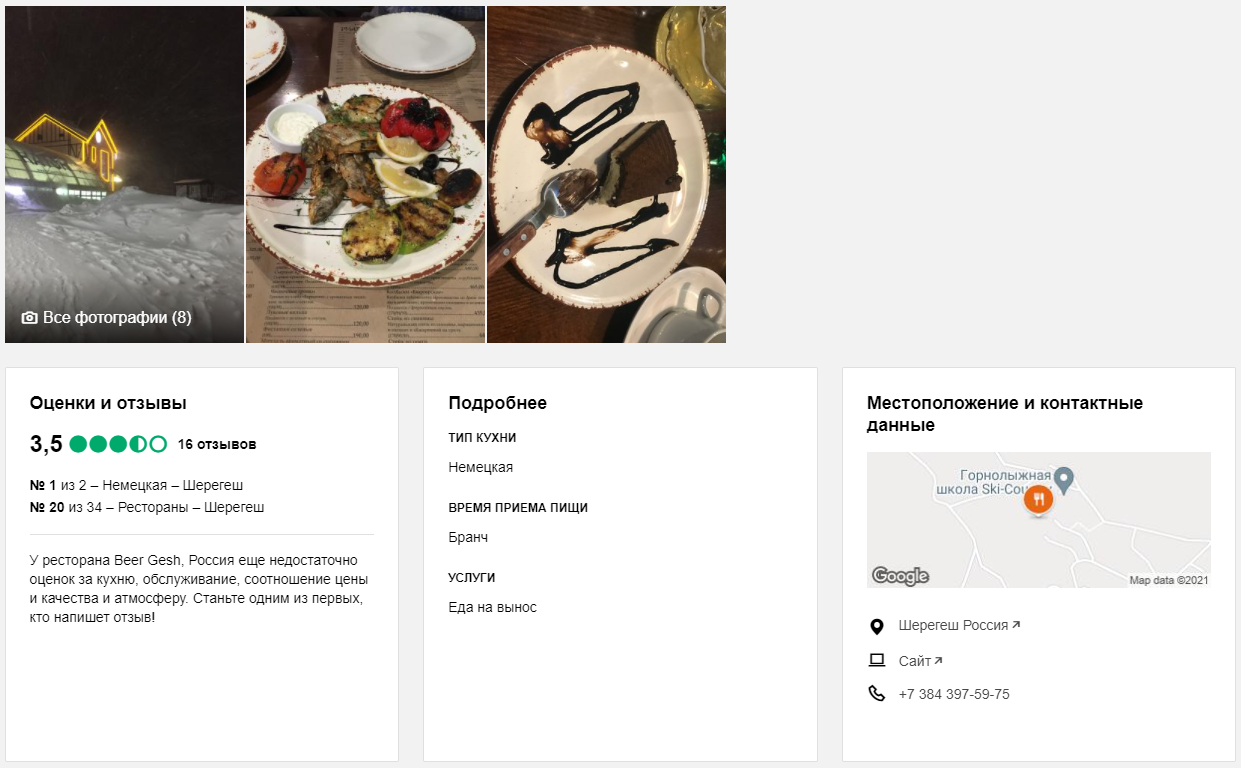 Все фотографии (8)
Оценки и отзывы
3,5 16 отзывов
№ 1 из 2 – Немецкая – Шерегеш
№ 20 из 34 – Рестораны – Шерегеш
У ресторана Beer Gesh, Россия еще недостаточно
оценок за кухню, обслуживание, соотношение цены
и качества и атмосферу. Станьте одним из первых,
кто напишет отзыв!
Подробнее
ТИП КУХНИ
Немецкая
ВРЕМЯ ПРИЕМА ПИЩИ
Бранч
УСЛУГИ
Еда на вынос
Местоположение и контактные
данные
Горнолыжная
школа Ski-Cou
Google
Map data ©2021
Шерегеш Россия
Сайт
+7 384 397-59-75